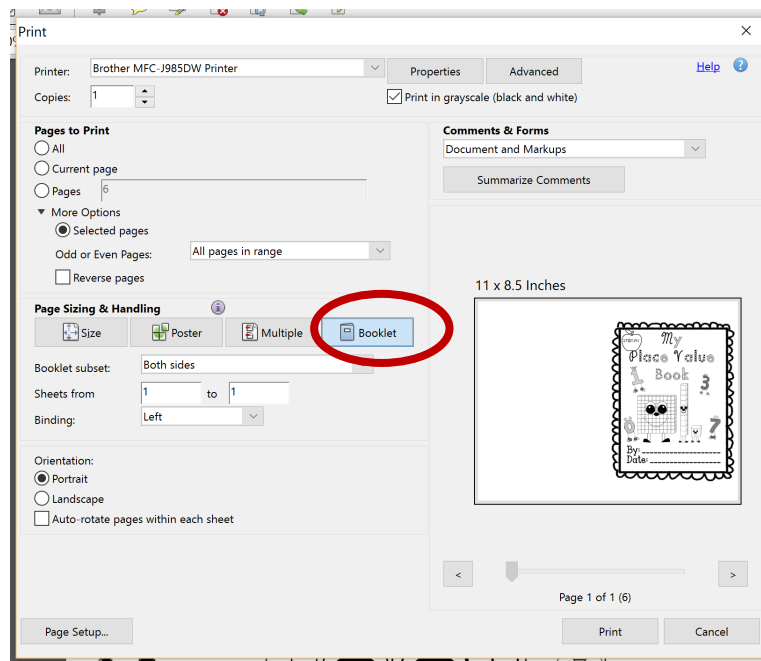 Print
Printer: Brother MFC-J985DW Printer Properties Advanced Help ?
Copies: 1 Print in grayscale (black and white)
Pages to Print
All
Current page
Pages 6
More Options
Selected pages
Odd or Even Pages: All pages in range
Reverse pages
Comments & Forms
Document and Markups
Summarize Comments
Page Sizing & Handling i
Size Poster Multiple Booklet
Booklet subset: Both sides
Sheets from 1 to 1
Binding: Left
Orientation:
Portrait
Landscape
Auto-rotate pages within each sheet
11 x 8.5 Inches
My
Place Value
Book
1
3
0
7
By:
Date:
< >
Page 1 of 1 (6)
Page Setup... Print Cancel